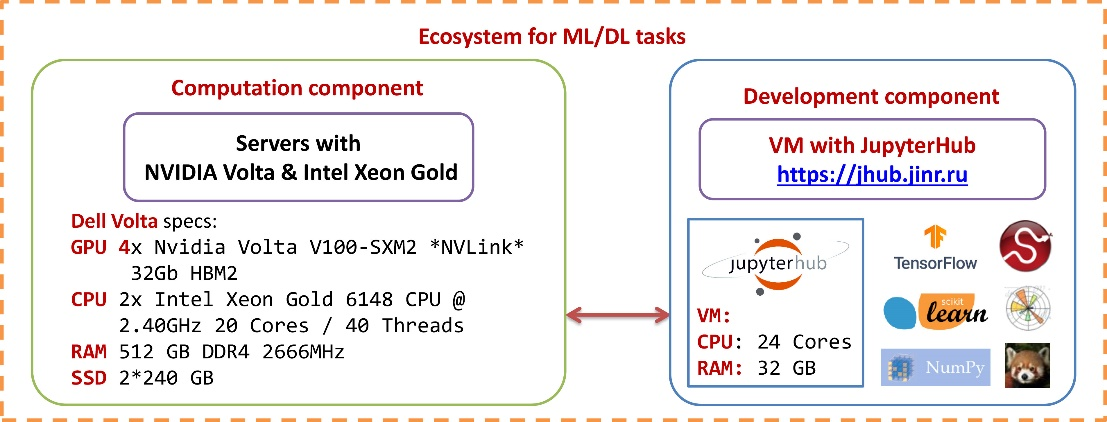 Ecosystem for ML/DL tasks
Computation component
Servers with
NVIDIA Volta & Intel Xeon Gold
Dell Volta specs:
GPU 4x Nvidia Volta V100-SXM2 *NVLink*
32Gb HBM2
CPU 2x Intel Xeon Gold 6148 CPU @
2.40GHz 20 Cores / 40 Threads
RAM 512 GB DDR4 2666MHz
SSD 2*240 GB
Development component
VM with JupyterHub
https://jhub.jinr.ru
jupyterhub
VM:
CPU: 24 Cores
RAM: 32 GB
TensorFlow
scikit
learn
NumPy